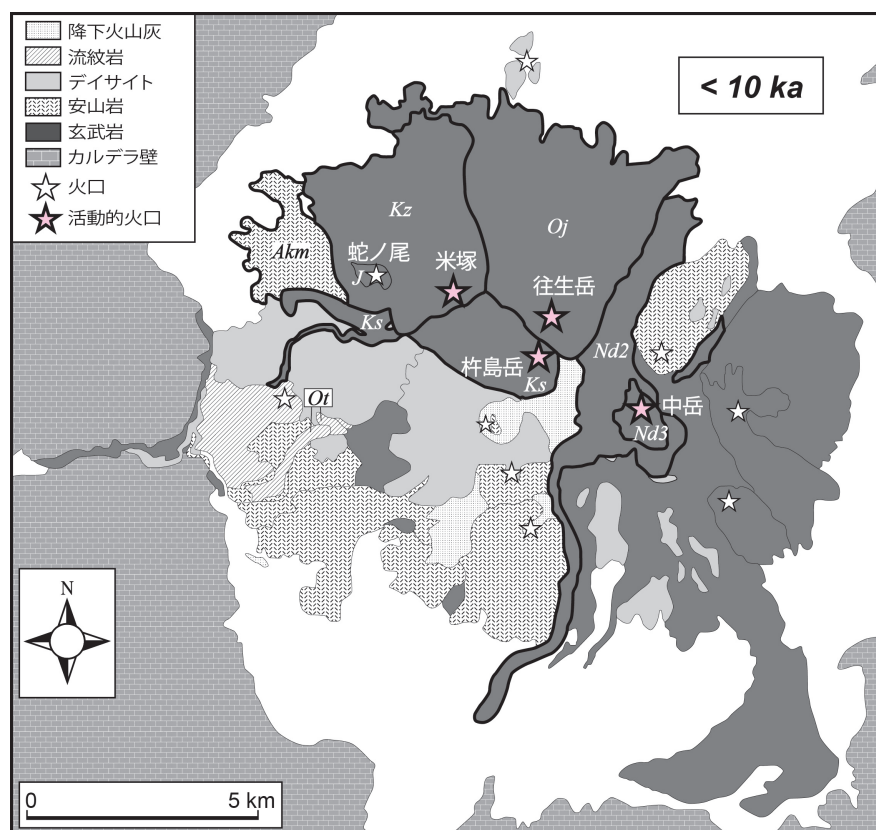 降下火山灰
流紋岩
デイサイト
安山岩
玄武岩
カルデラ壁
火口
活動的火口
< 10 ka
Kz
Oj
Akm
蛇ノ尾
J
米塚
往生岳
Ks
Nd2
杵島岳
Ks
Ot
中岳
Nd3
N
0 5 km